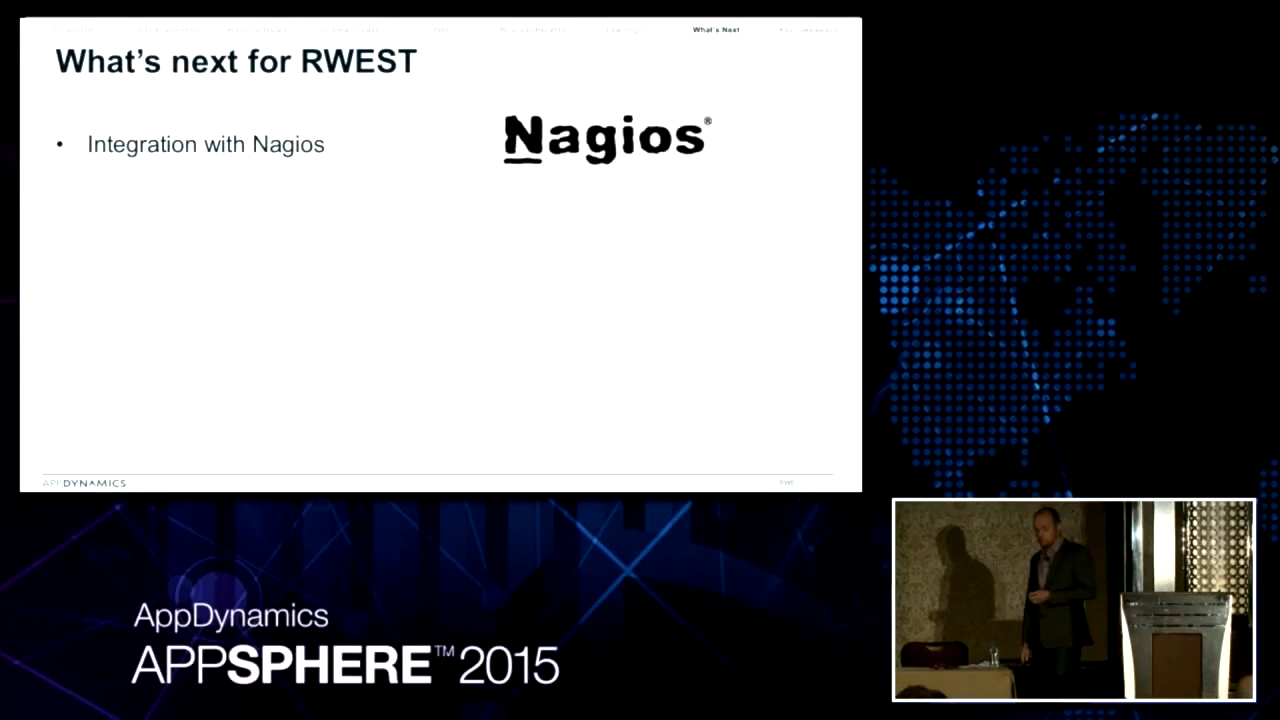 What's Next
What's next for RWEST
• Integration with Nagios
Nagios®
APPDYNAMICS
AppDynamics
APPSPHERE™ 2015